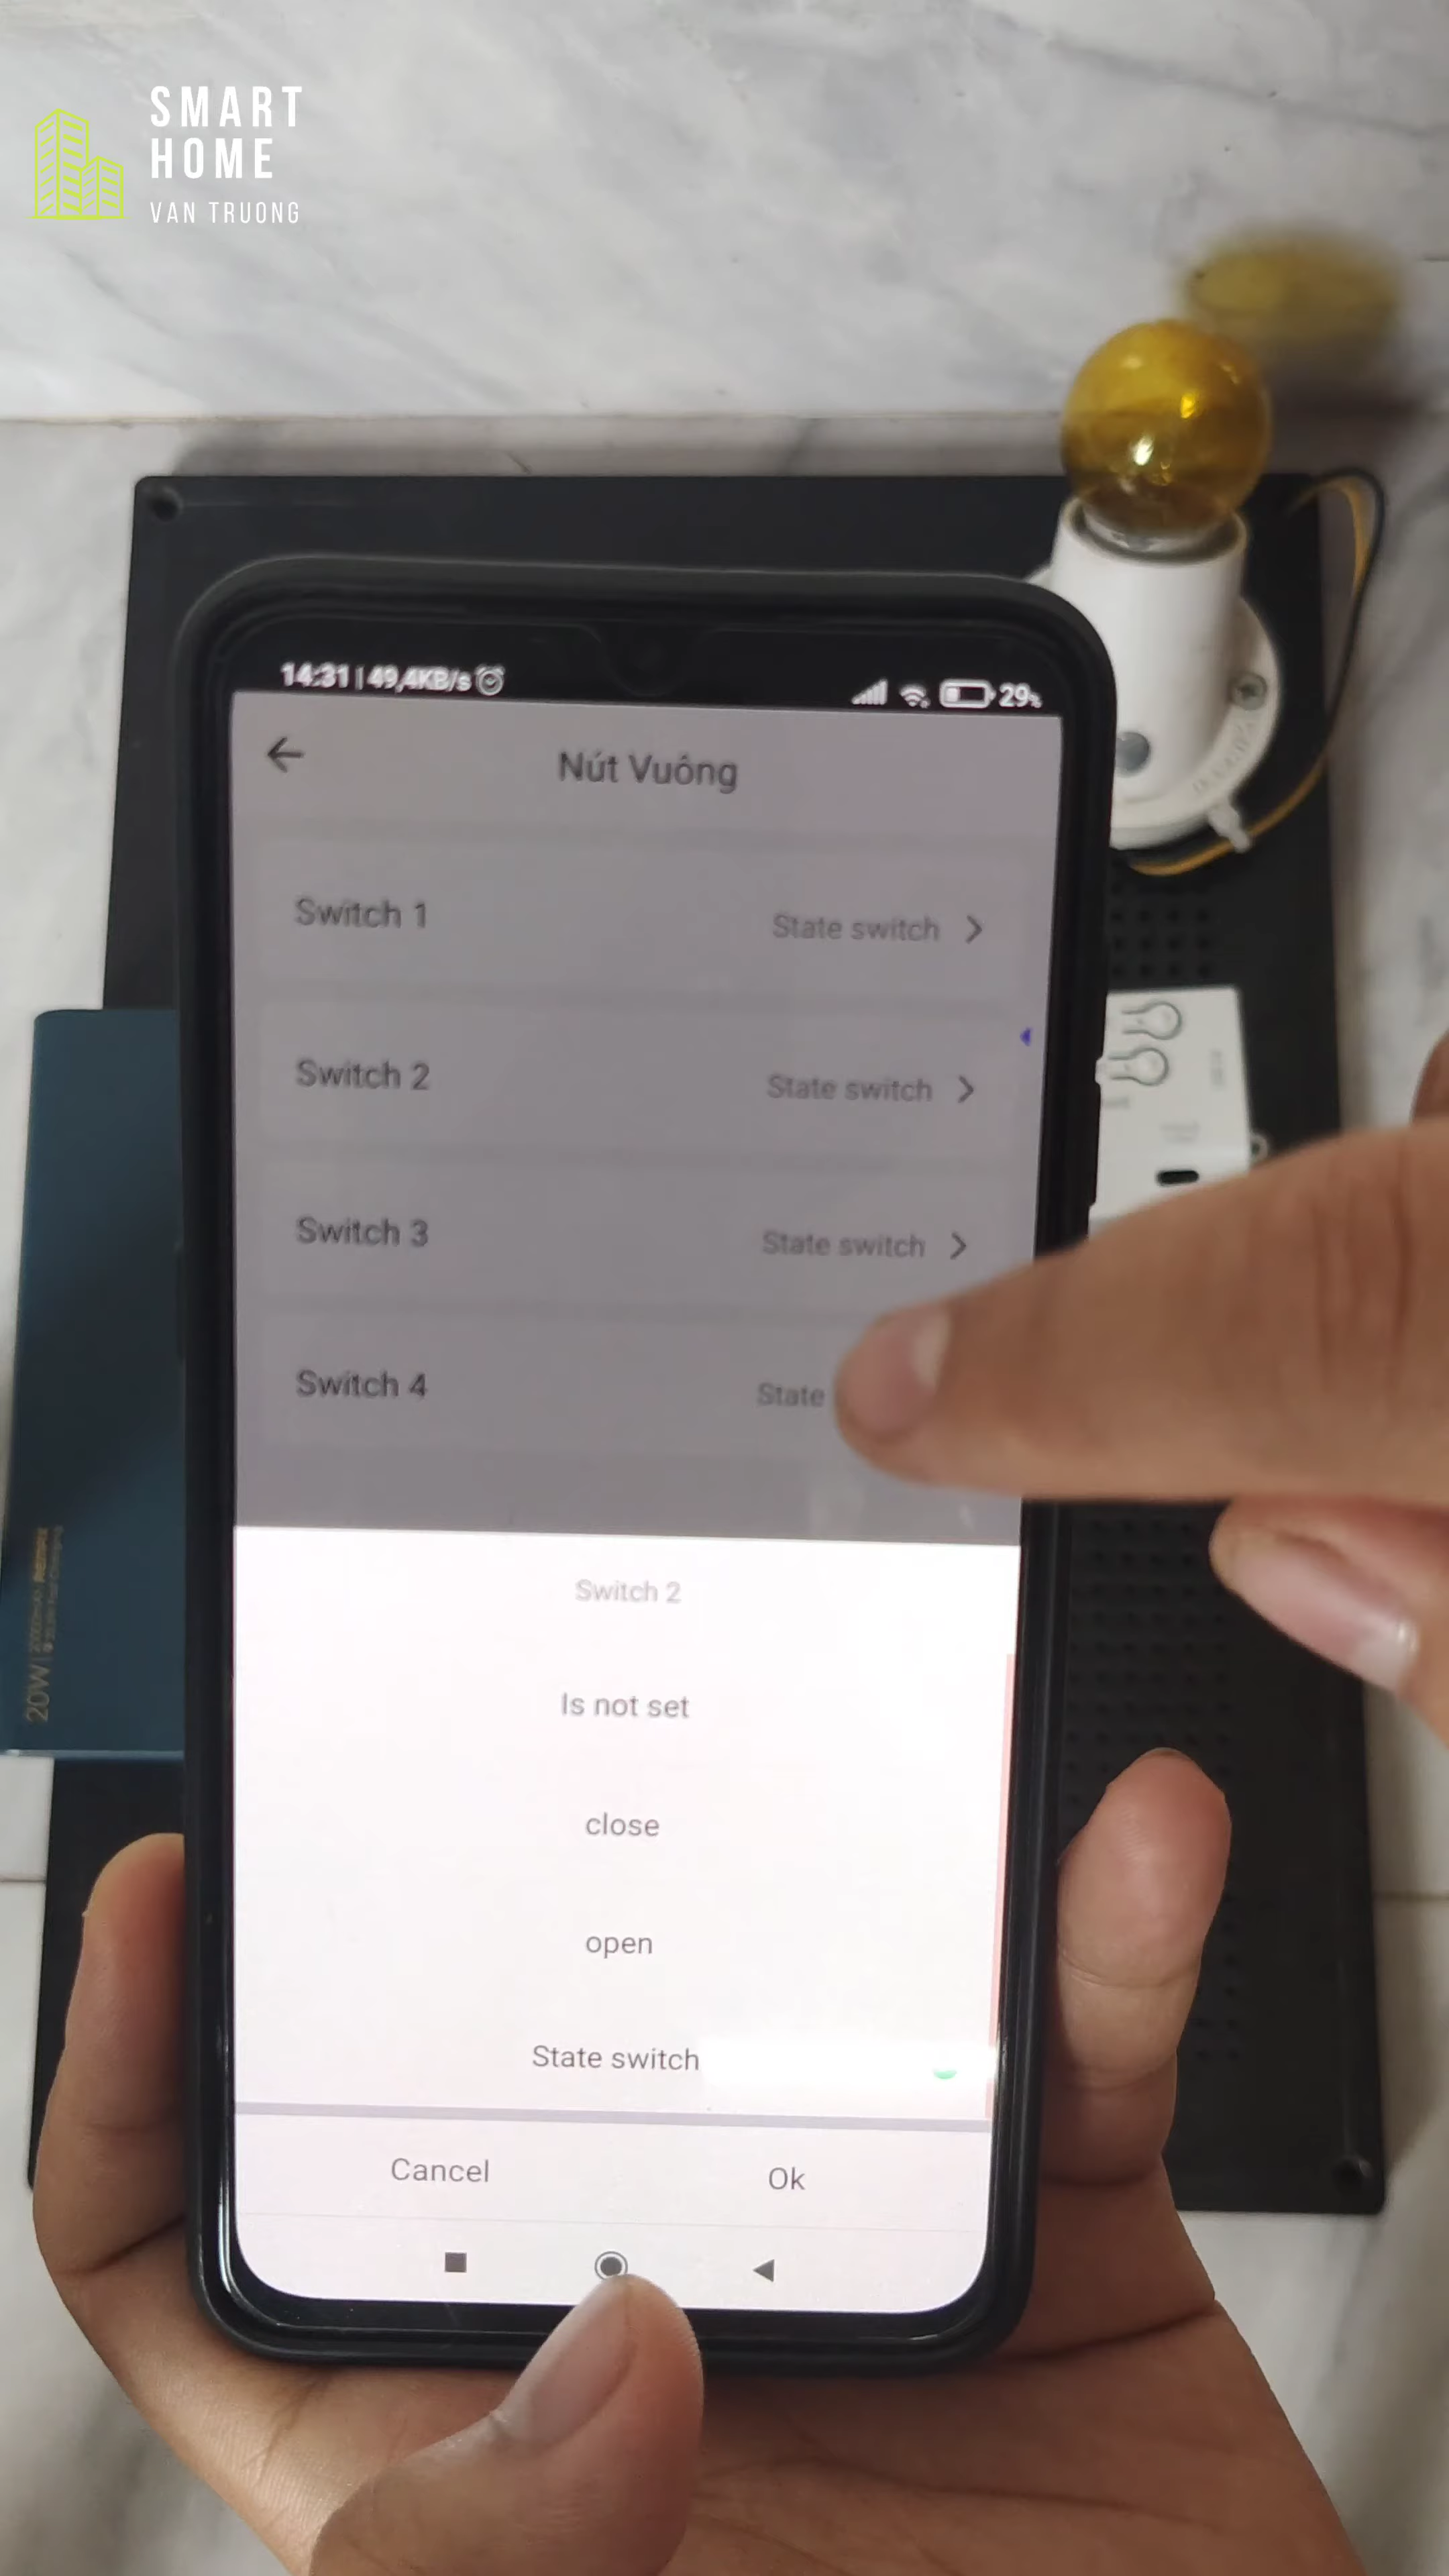 SMART
HOME
VAN TRUONG
14:31 | 49,4KB/s
29%
Nút Vuông
Switch 1
State switch
Switch 2
State switch
Switch 3
State switch
Switch 4
State
Switch 2
Is not set
close
open
State switch
Cancel
Ok
20W